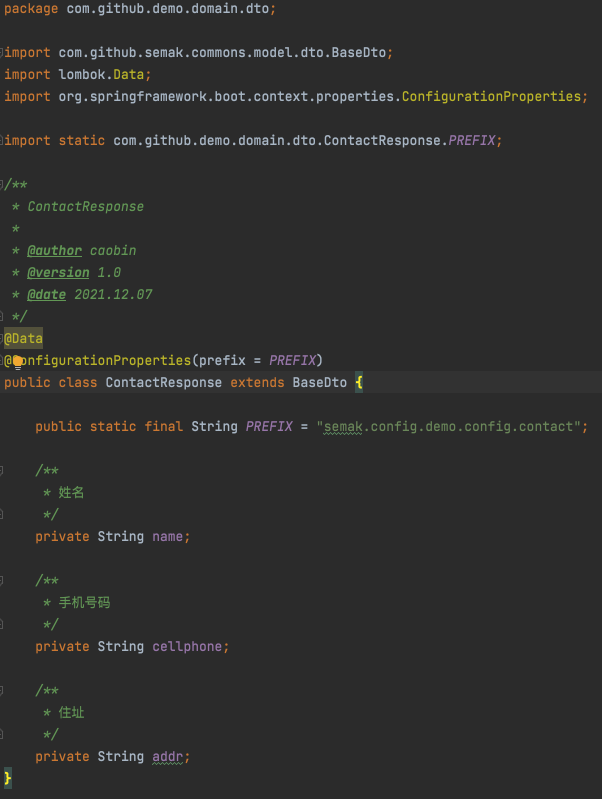 package com.github.demo.domain.dto;
import com.github.semak.commons.model.dto.BaseDto;
import lombok.Data;
import org.springframework.boot.context.properties.ConfigurationProperties;
import static com.github.demo.domain.dto.ContactResponse.PREFIX;
/**
 * ContactResponse
 *
 * @author caobin
 * @version 1.0
 * @date 2021.12.07
 */
@Data
@ConfigurationProperties(prefix = PREFIX)
public class ContactResponse extends BaseDto {
    public static final String PREFIX = "semak.config.demo.config.contact";
    /**
     * 姓名
     */
    private String name;
    /**
     * 手机号码
     */
    private String cellphone;
    /**
     * 住址
     */
    private String addr;
}